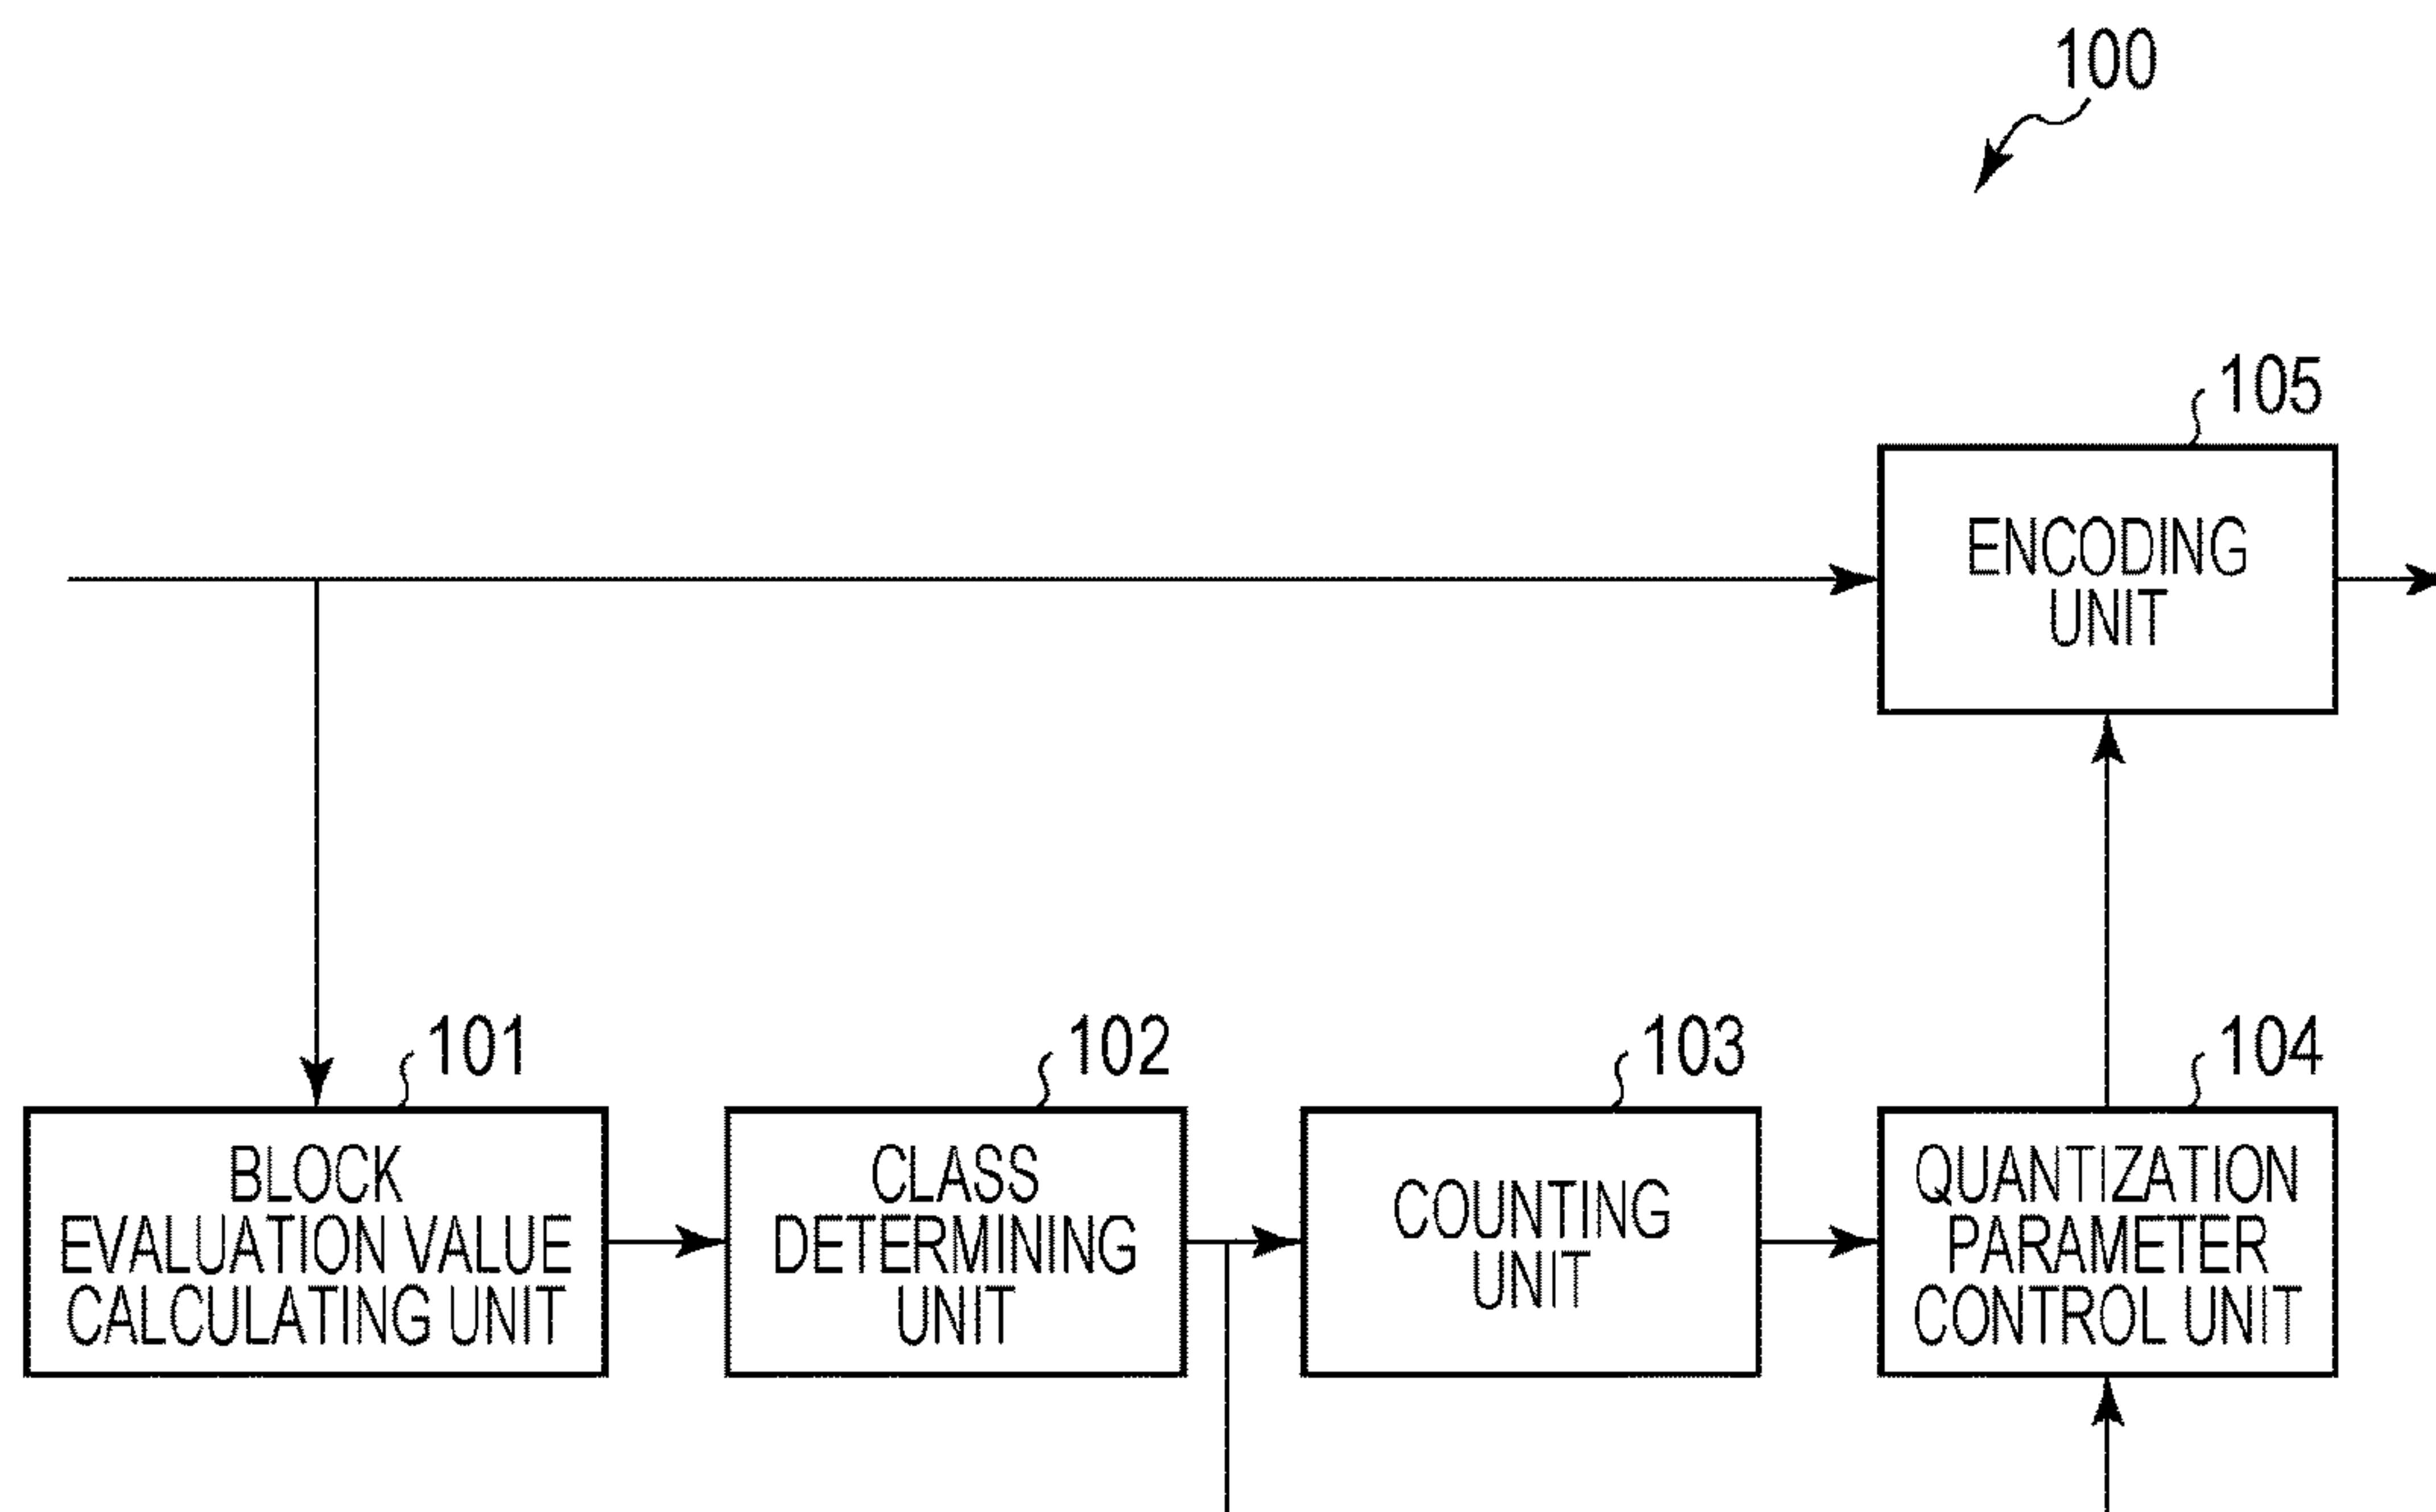 100
105
ENCODING
UNIT
101
102
103
104
BLOCK
EVALUATION VALUE
CALCULATING UNIT
CLASS
DETERMINING
UNIT
COUNTING
UNIT
QUANTIZATION
PARAMETER
CONTROL UNIT